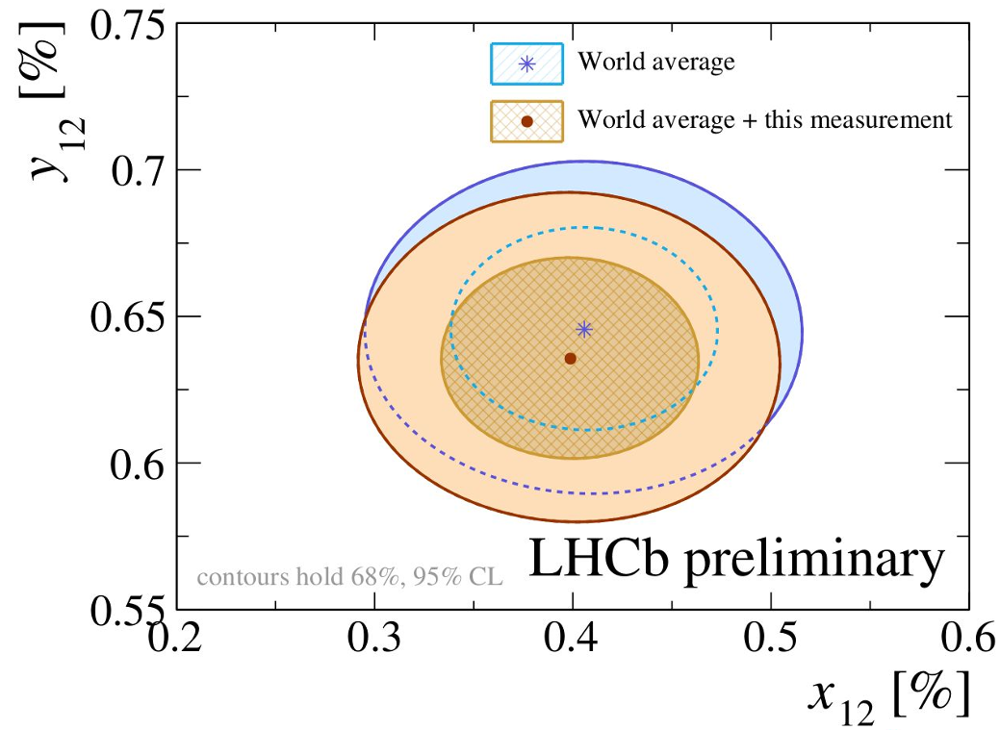 y12 [%]
0.75
0.7
0.65
0.6
0.55
World average
World average + this measurement
contours hold 68%, 95% CL
LHCb preliminary
0.2 0.3 0.4 0.5 0.6
x12 [%]